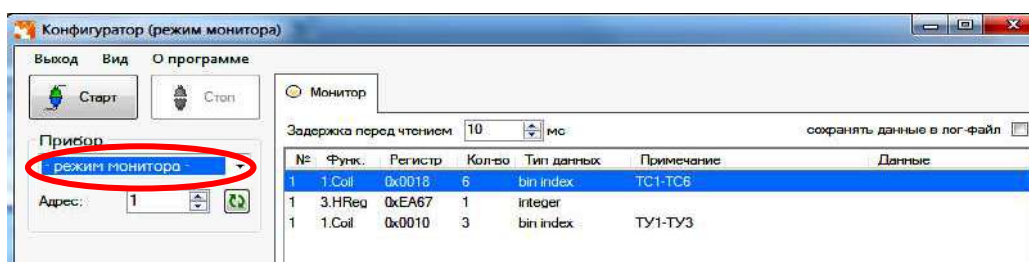 Конфигуратор (режим монитора)
Выход Вид О программе
Старт Стоп
Монитор
Задержка перед чтением 10 мс сохранять данные в лог-файл
Прибор
- режим монитора -
Адрес: 1
№ Функ. Регистр Кол-во Тип данных Примечание Данные
1 1.Coil 0x0018 6 bin index ТС1-ТС6
1 3.HReg 0xEA67 1 integer
1 1.Coil 0x0010 3 bin index ТУ1-ТУ3